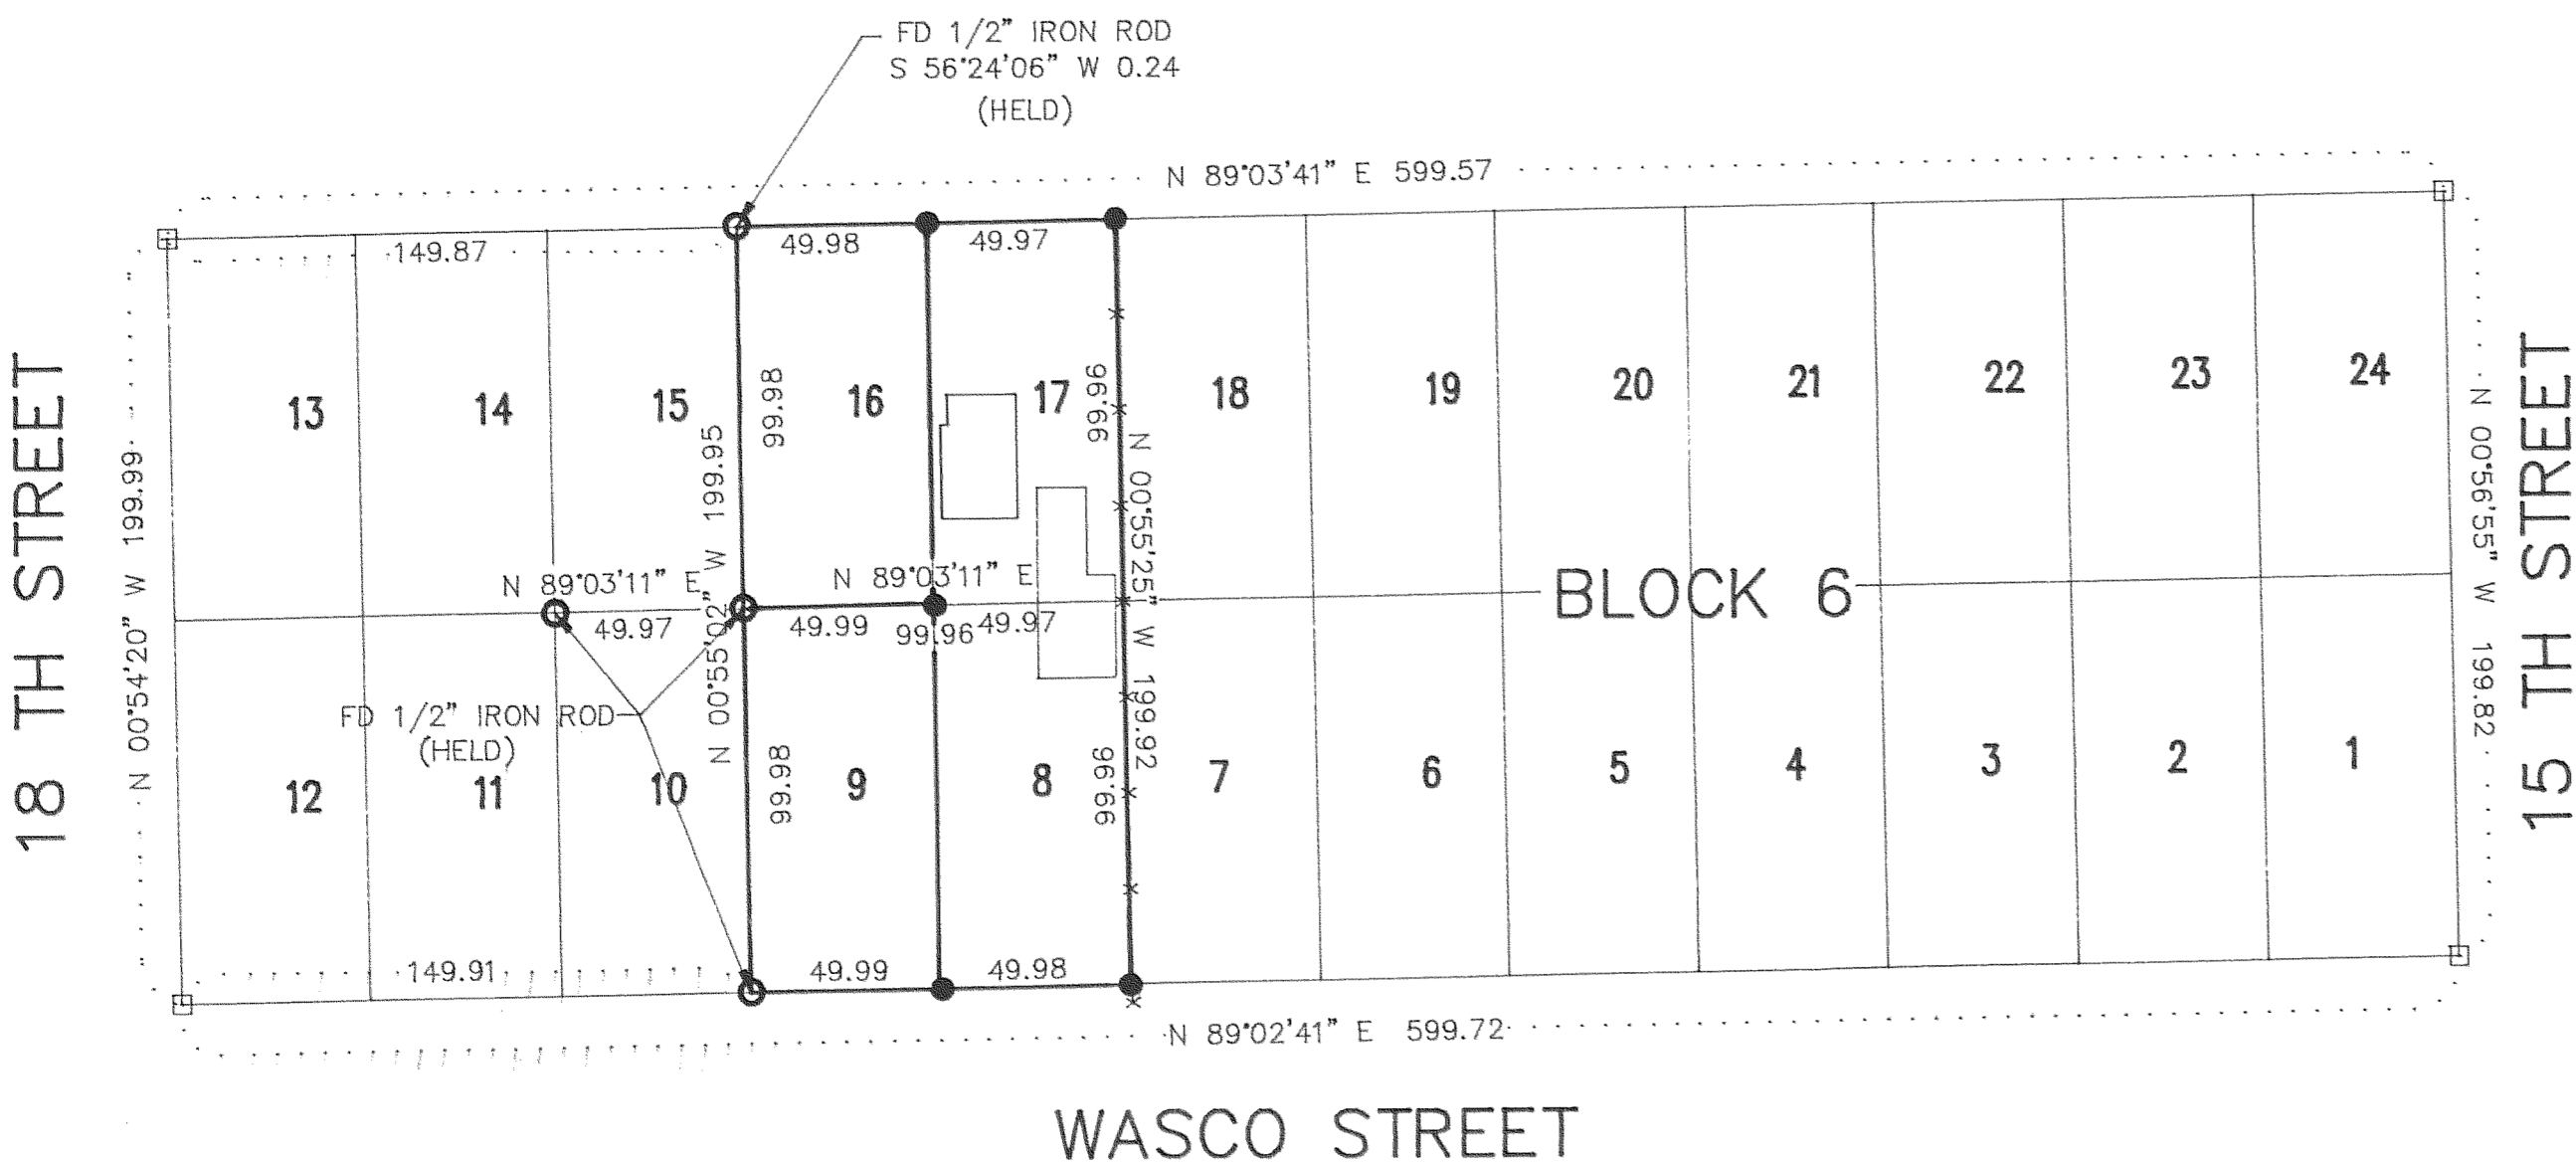 FD 1/2" IRON ROD
S 56°24'06" W 0.24
(HELD)
N 89°03'41" E 599.57
149.87
49.98
49.97
18 TH STREET
N 00°54'20" W 199.99
13
14
15
N 00°55'02" W 199.95
99.98
16
17
99.96
N 00°55'25" W 199.92
18
19
20
21
22
23
24
N 00°56'55" W 199.82
15 TH STREET
N 89°03'11" E
49.97
N 89°03'11" E
49.99
99.96
49.97
BLOCK 6
FD 1/2" IRON ROD
(HELD)
12
11
10
99.98
9
8
99.96
7
6
5
4
3
2
1
149.91
49.99
49.98
N 89°02'41" E 599.72
WASCO STREET